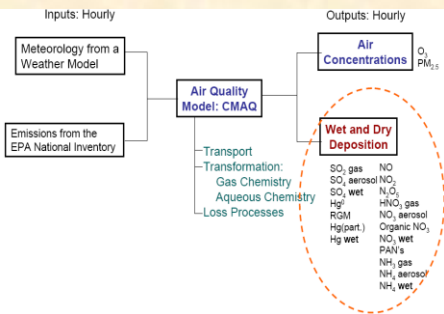 Inputs: Hourly
Outputs: Hourly
Meteorology from a
Weather Model
Emissions from the
EPA National Inventory
Air Quality
Model: CMAQ
Transport
Transformation:
Gas Chemistry
Aqueous Chemistry
Loss Processes
Air
Concentrations
O₃
PM₂.₅
Wet and Dry
Deposition
SO₂ gas
SO₄ aerosol
SO₄ wet
Hg⁰
RGM
Hg(part.)
Hg wet
NO
NO₂
N₂O₅
HNO₃ gas
NO₃ aerosol
Organic NO₃
NO₃ wet
PAN's
NH₃ gas
NH₄ aerosol
NH₄ wet